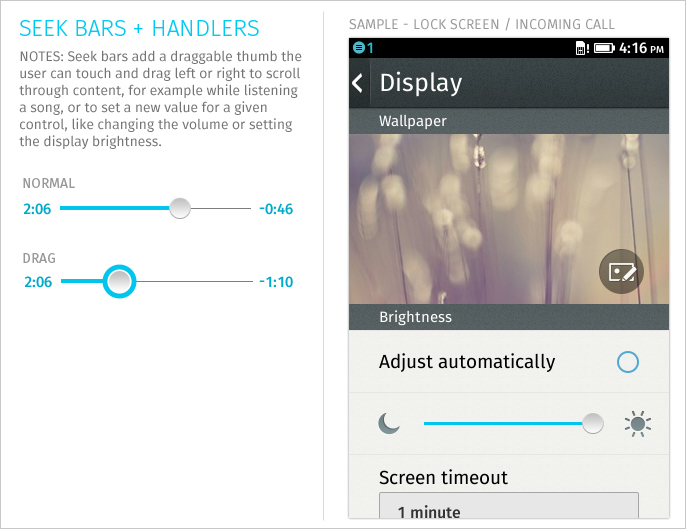 SEEK BARS + HANDLERS
NOTES: Seek bars add a draggable thumb the
user can touch and drag left or right to scroll
through content, for example while listening
a song, or to set a new value for a given
control, like changing the volume or setting
the display brightness.
NORMAL
2:06 -0:46
DRAG
2:06 -1:10
SAMPLE - LOCK SCREEN / INCOMING CALL
1 ! 4:16 PM
Display
Wallpaper
Brightness
Adjust automatically
Screen timeout
1 minute